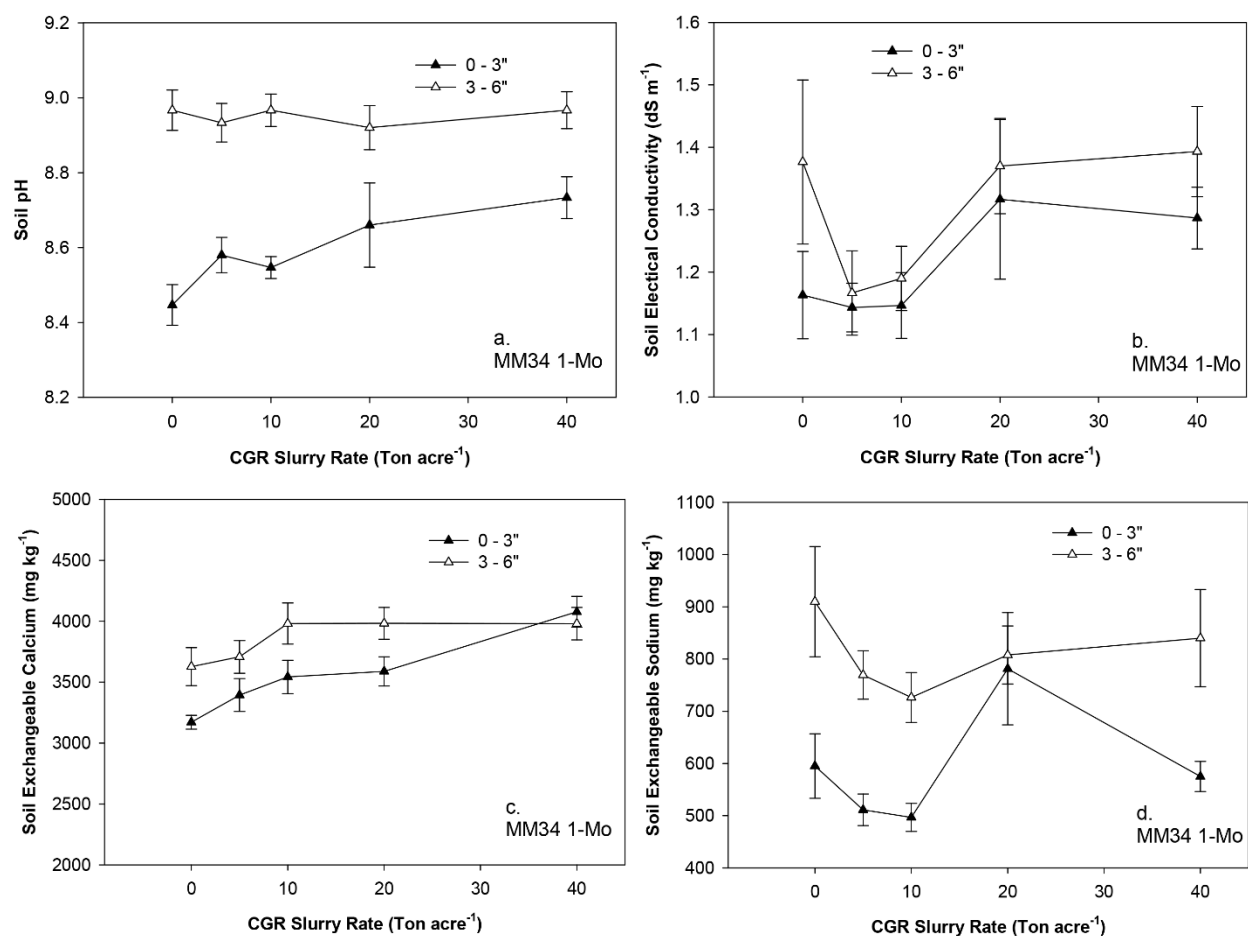 9.2
9.0
8.8
8.6
8.4
8.2
Soil pH
0 - 3"
3 - 6"
a.
MM34 1-Mo
0 10 20 30 40
CGR Slurry Rate (Ton acre⁻¹)
1.6
1.5
1.4
1.3
1.2
1.1
1.0
Soil Electical Conductivity (dS m⁻¹)
0 - 3"
3 - 6"
b.
MM34 1-Mo
0 10 20 30 40
CGR Slurry Rate (Ton acre⁻¹)
5000
4500
4000
3500
3000
2500
2000
Soil Exchangeable Calcium (mg kg⁻¹)
0 - 3"
3 - 6"
c.
MM34 1-Mo
0 10 20 30 40
CGR Slurry Rate (Ton acre⁻¹)
1100
1000
900
800
700
600
500
400
Soil Exchangeable Sodium (mg kg⁻¹)
0 - 3"
3 - 6"
d.
MM34 1-Mo
0 10 20 30 40
CGR Slurry Rate (Ton acre⁻¹)